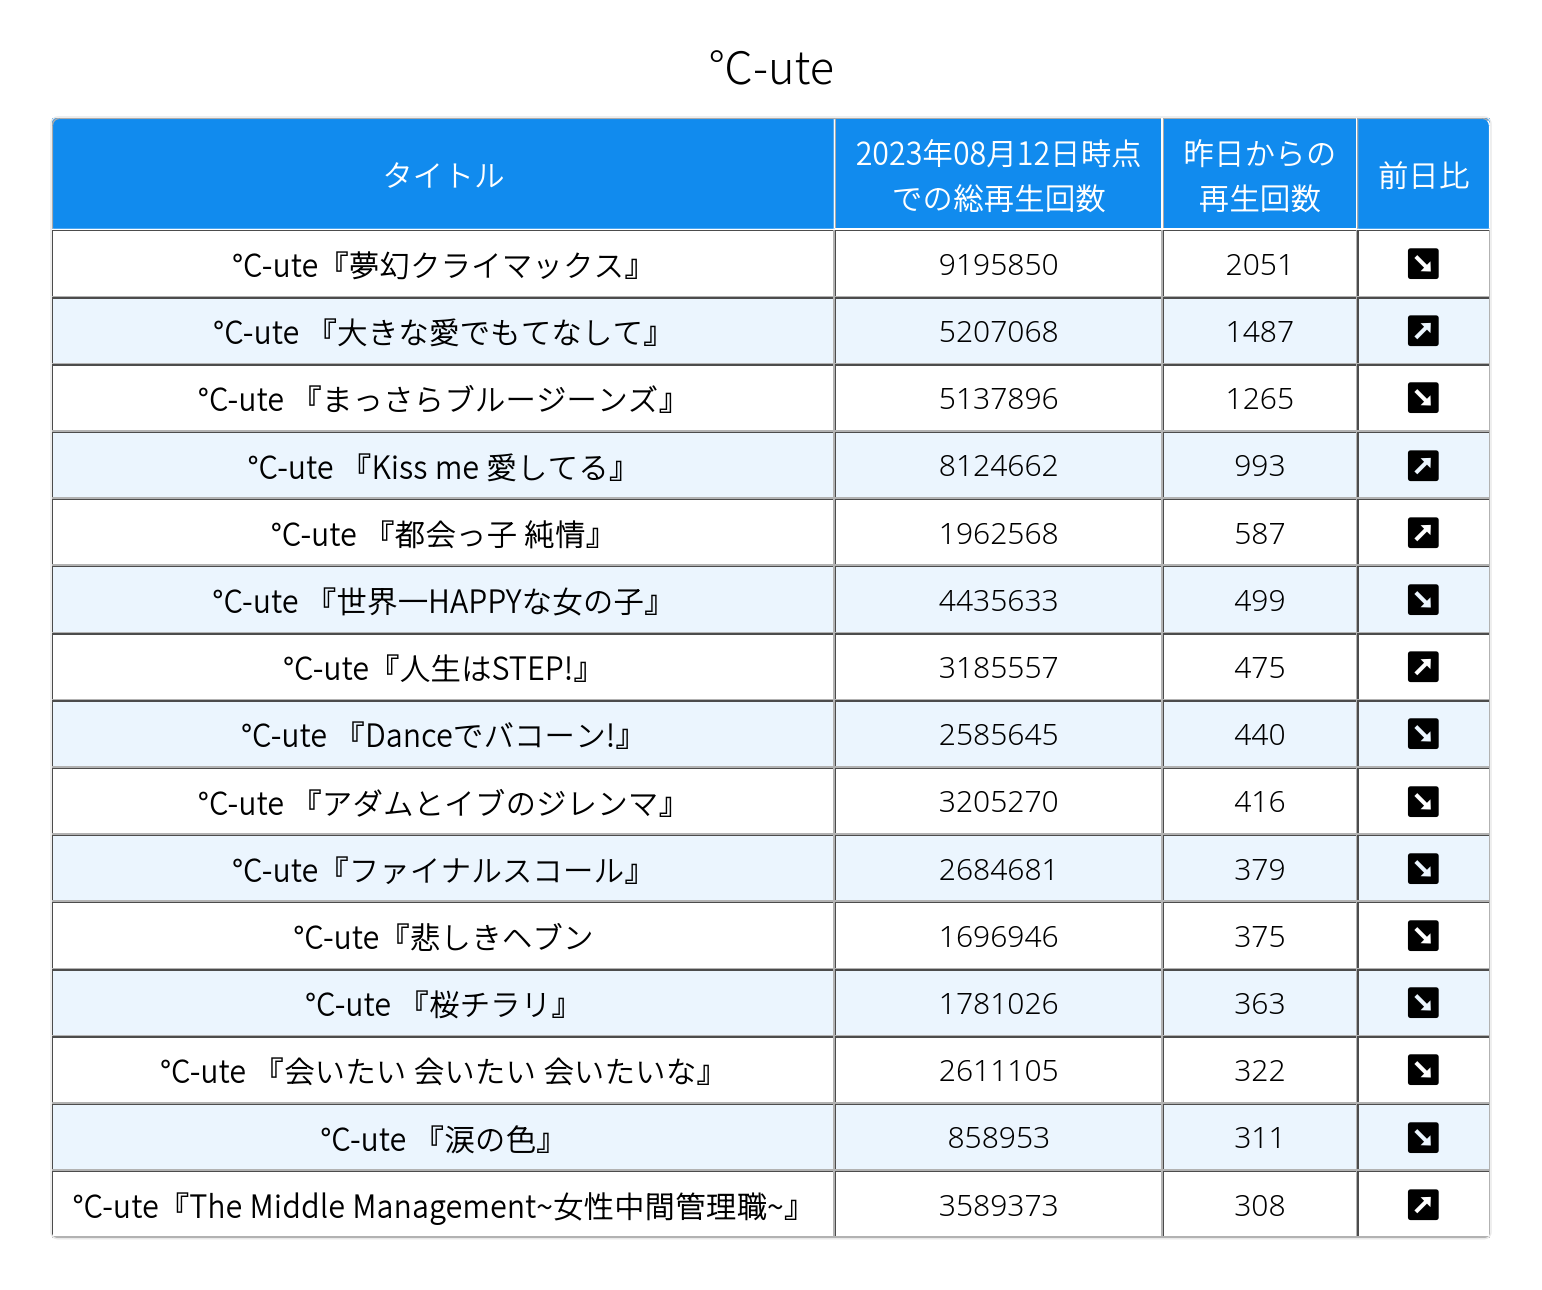 ℃-ute
タイトル 2023年08月12日時点での総再生回数 昨日からの再生回数 前日比
℃-ute『夢幻クライマックス』 9195850 2051 ↘
℃-ute 『大きな愛でもてなして』 5207068 1487 ↗
℃-ute 『まっさらブルージーンズ』 5137896 1265 ↘
℃-ute 『Kiss me 愛してる』 8124662 993 ↗
℃-ute 『都会っ子 純情』 1962568 587 ↗
℃-ute 『世界一HAPPYな女の子』 4435633 499 ↘
℃-ute『人生はSTEP!』 3185557 475 ↗
℃-ute 『Danceでバコーン!』 2585645 440 ↘
℃-ute 『アダムとイブのジレンマ』 3205270 416 ↘
℃-ute『ファイナルスコール』 2684681 379 ↘
℃-ute『悲しきヘブン 1696946 375 ↘
℃-ute 『桜チラリ』 1781026 363 ↘
℃-ute 『会いたい 会いたい 会いたいな』 2611105 322 ↘
℃-ute 『涙の色』 858953 311 ↘
℃-ute『The Middle Management~女性中間管理職~』 3589373 308 ↗